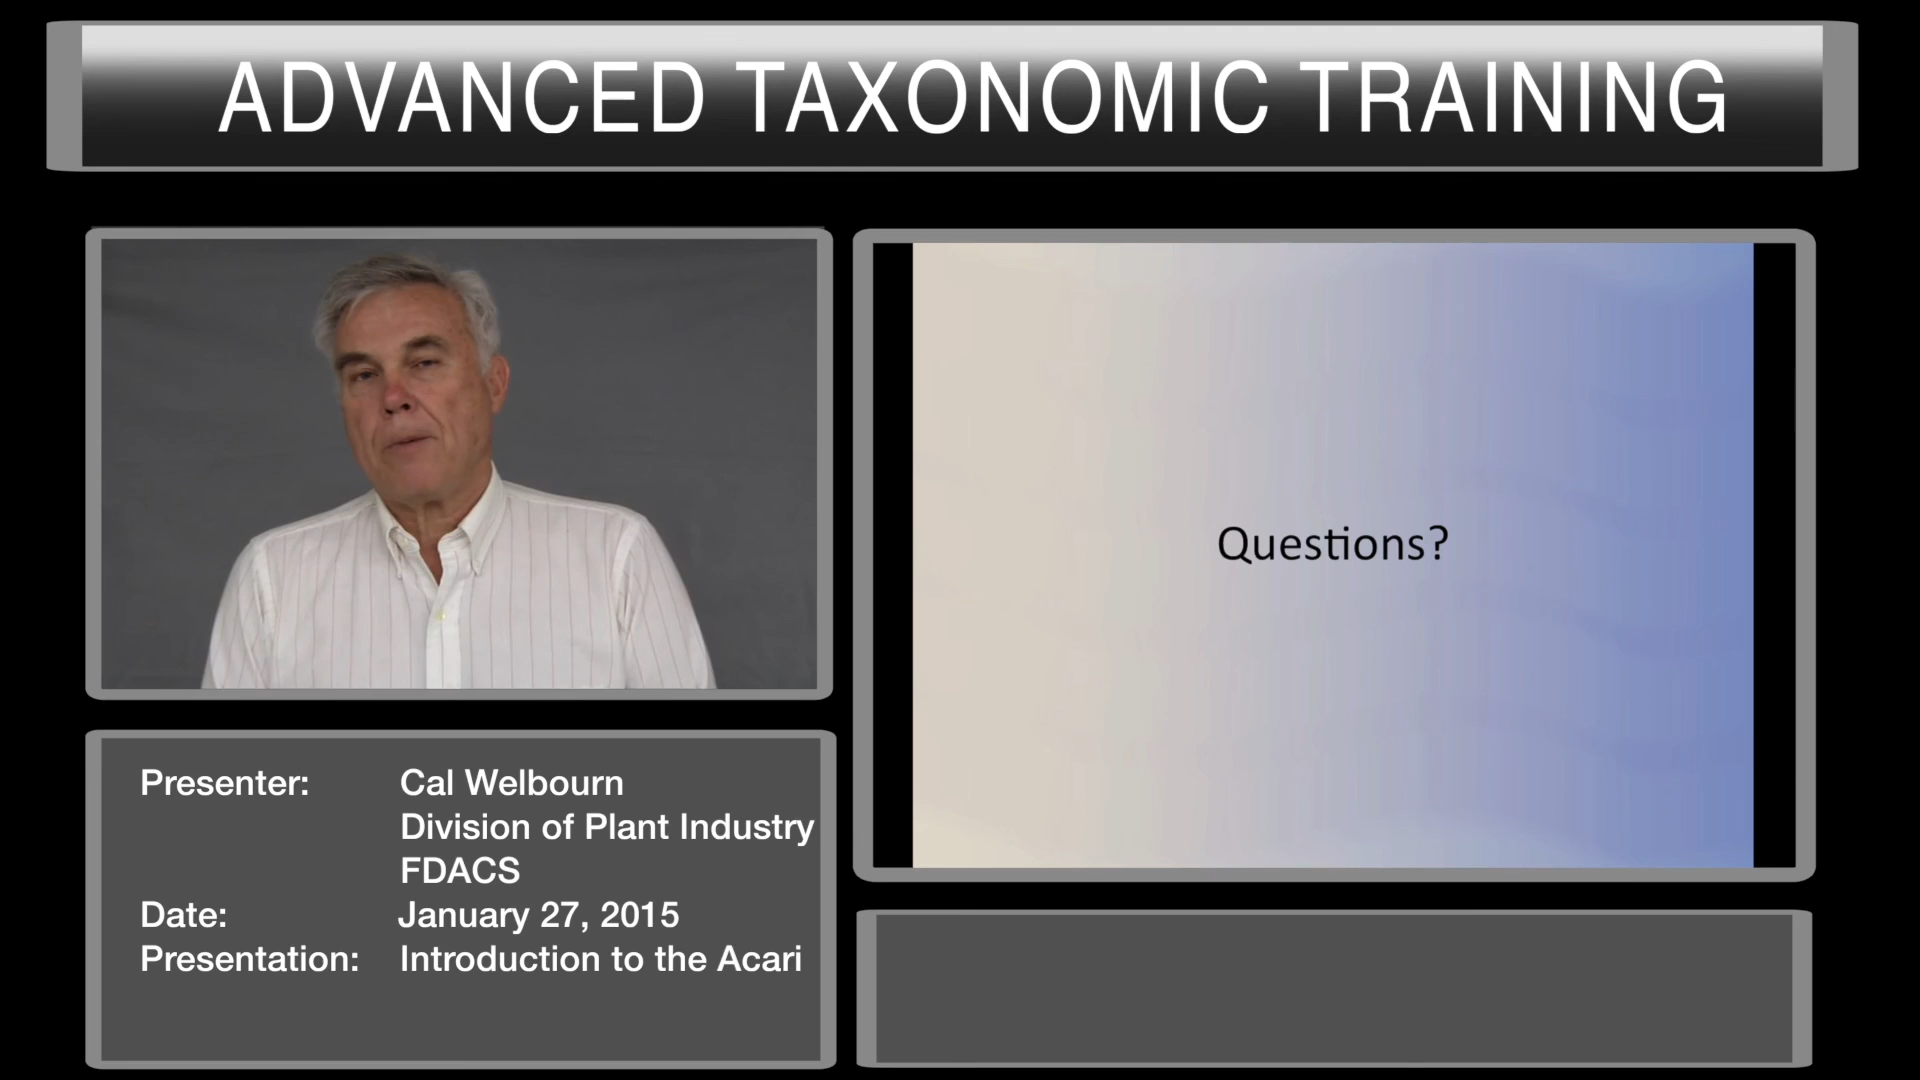 ADVANCED TAXONOMIC TRAINING
Questions?
Presenter: Cal Welbourn
Division of Plant Industry
FDACS
Date: January 27, 2015
Presentation: Introduction to the Acari